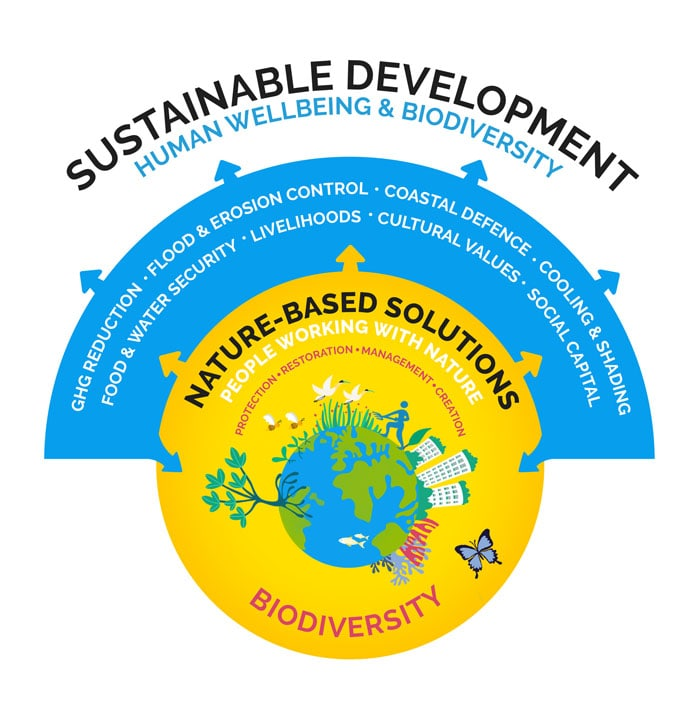 SUSTAINABLE DEVELOPMENT
HUMAN WELLBEING & BIODIVERSITY
GHG REDUCTION • FLOOD & EROSION CONTROL • COASTAL DEFENCE • COOLING & SHADING
FOOD & WATER SECURITY • LIVELIHOODS • CULTURAL VALUES • SOCIAL CAPITAL
NATURE-BASED SOLUTIONS
PEOPLE WORKING WITH NATURE
PROTECTION • RESTORATION • MANAGEMENT • CREATION
BIODIVERSITY